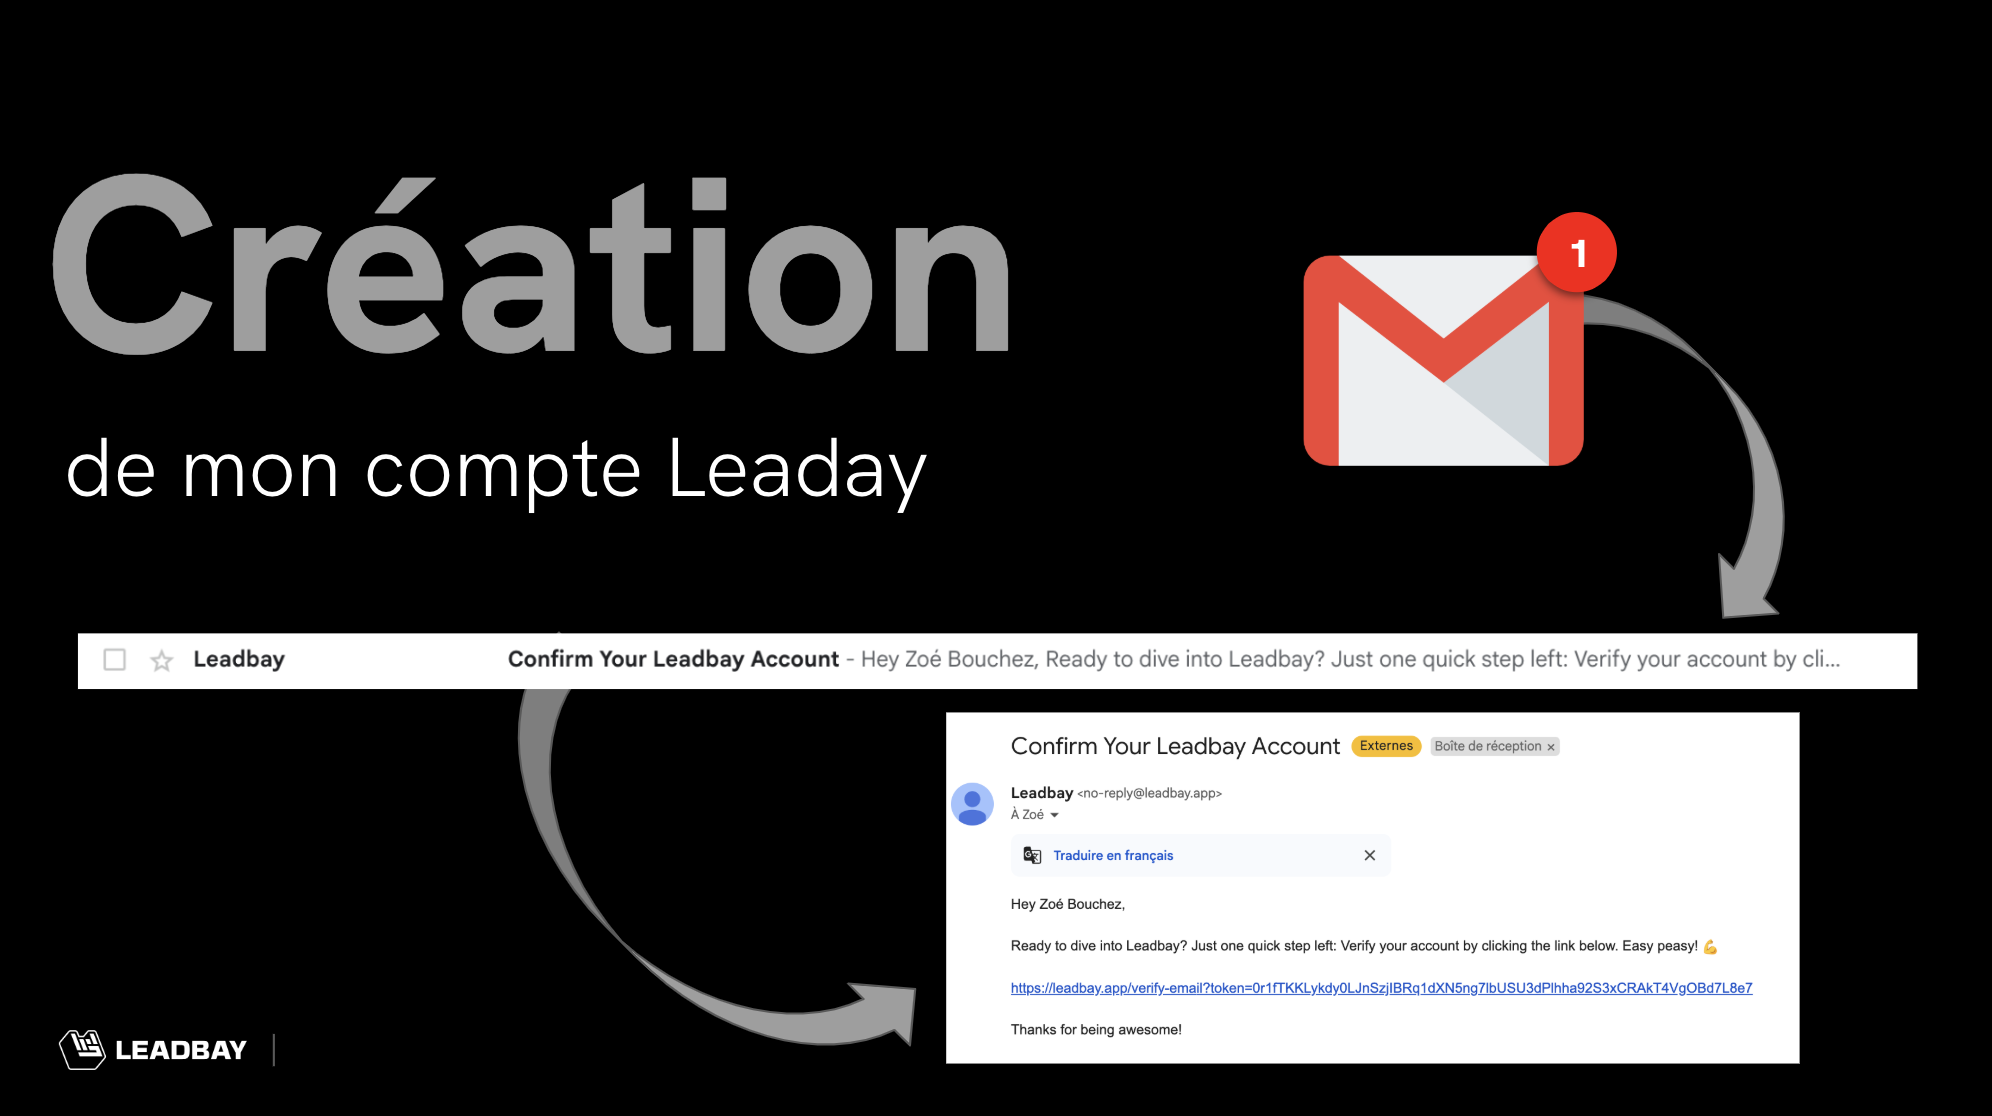 Création
de mon compte Leaday
1
Leadbay Confirm Your Leadbay Account - Hey Zoé Bouchez, Ready to dive into Leadbay? Just one quick step left: Verify your account by cli...
Confirm Your Leadbay Account Externes Boîte de réception ×
Leadbay <no-reply@leadbay.app>
À Zoé
Traduire en français
Hey Zoé Bouchez,
Ready to dive into Leadbay? Just one quick step left: Verify your account by clicking the link below. Easy peasy! 💪
https://leadbay.app/verify-email?token=0r1fTKKLykdy0LJnSzjIBRq1dXN5ng7lbUSU3dPlhha92S3xCRAkT4VgOBd7L8e7
Thanks for being awesome!
LEADBAY